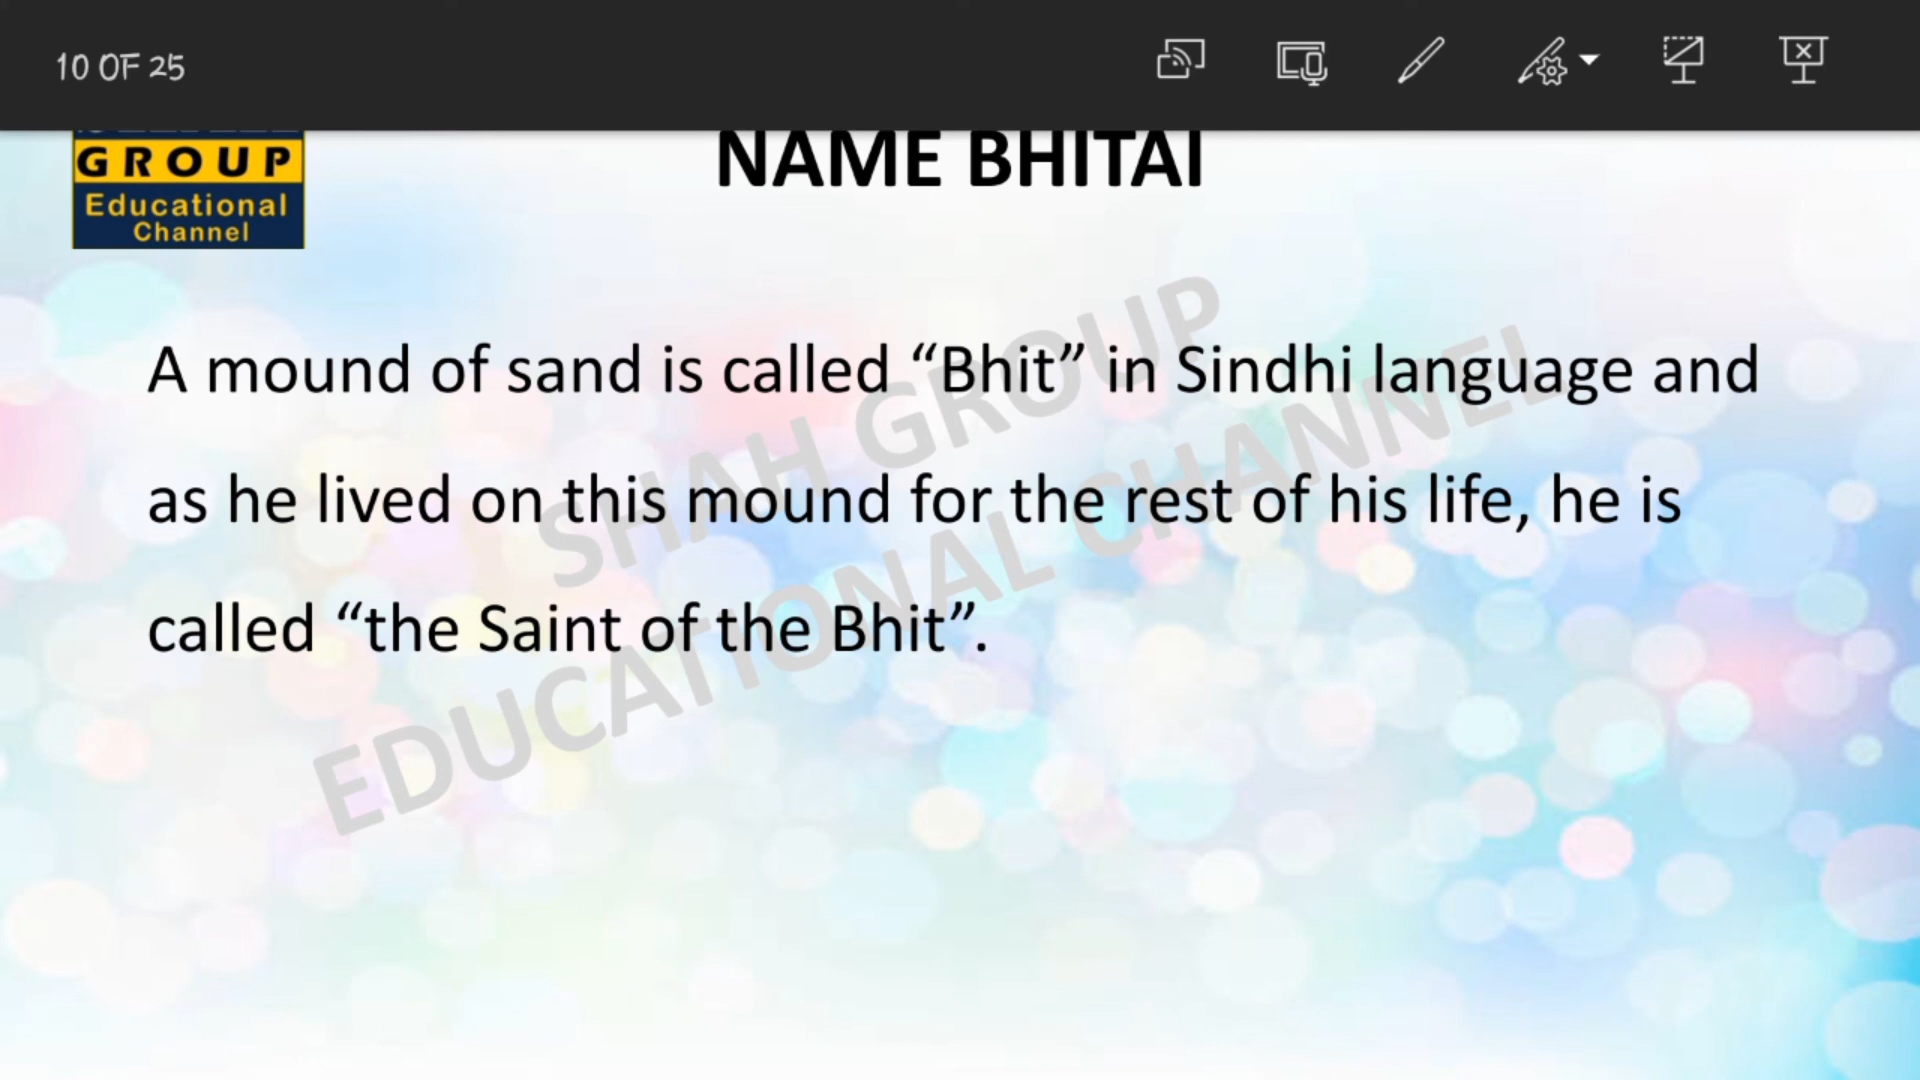 10 OF 25
GROUP
Educational
Channel
NAME BHITAI
A mound of sand is called “Bhit” in Sindhi language and
as he lived on this mound for the rest of his life, he is
called “the Saint of the Bhit”.
SHAH GROUP
EDUCATIONAL CHANNEL